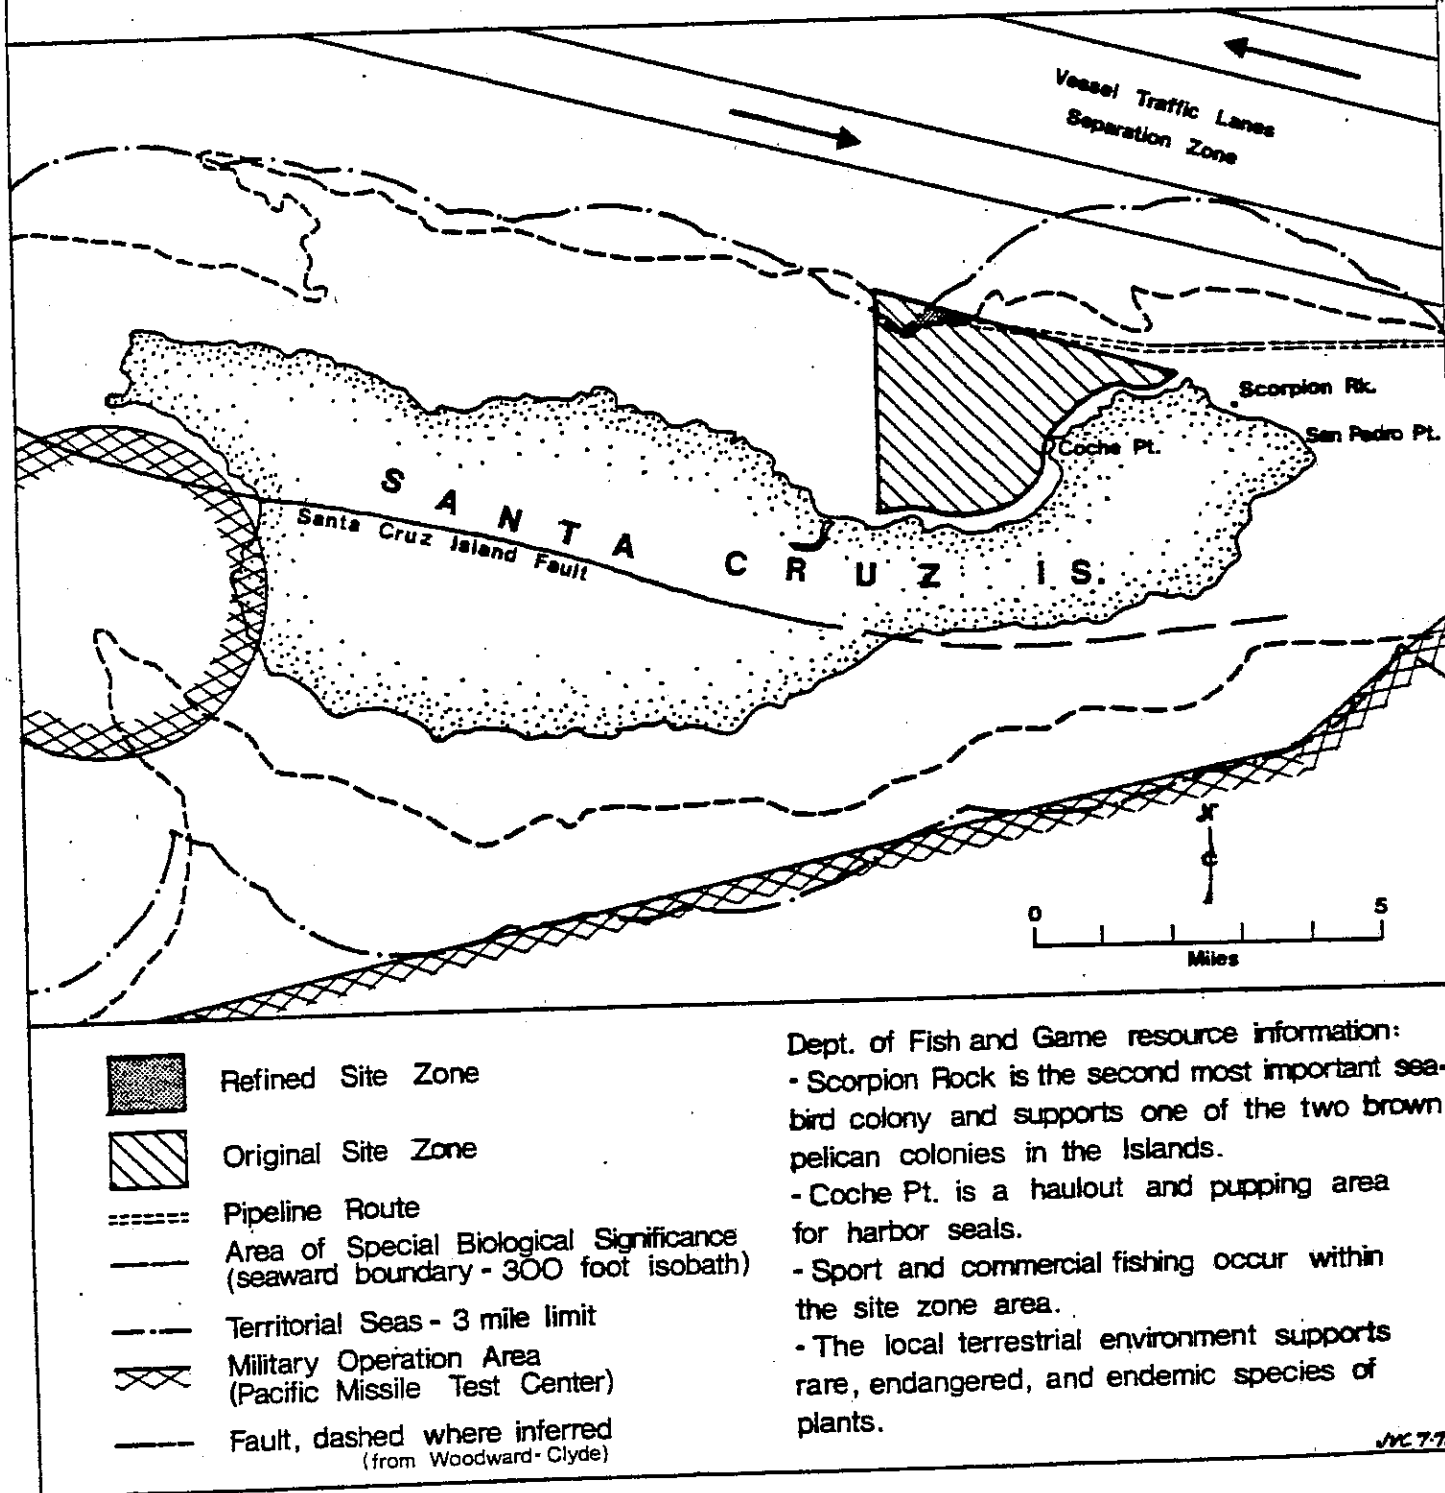 Vessel Traffic Lanes
Separation Zone
Scorpion Rk.
San Pedro Pt.
Coche Pt.
SANTA CRUZ IS.
Santa Cruz Island Fault
N
C
0 5
Miles
Refined Site Zone
Original Site Zone
Pipeline Route
Area of Special Biological Significance
(seaward boundary - 300 foot isobath)
Territorial Seas - 3 mile limit
Military Operation Area
(Pacific Missile Test Center)
Fault, dashed where inferred
(from Woodward-Clyde)
Dept. of Fish and Game resource information:
- Scorpion Rock is the second most important sea-
bird colony and supports one of the two brown
pelican colonies in the Islands.
- Coche Pt. is a haulout and pupping area
for harbor seals.
- Sport and commercial fishing occur within
the site zone area.
- The local terrestrial environment supports
rare, endangered, and endemic species of
plants.